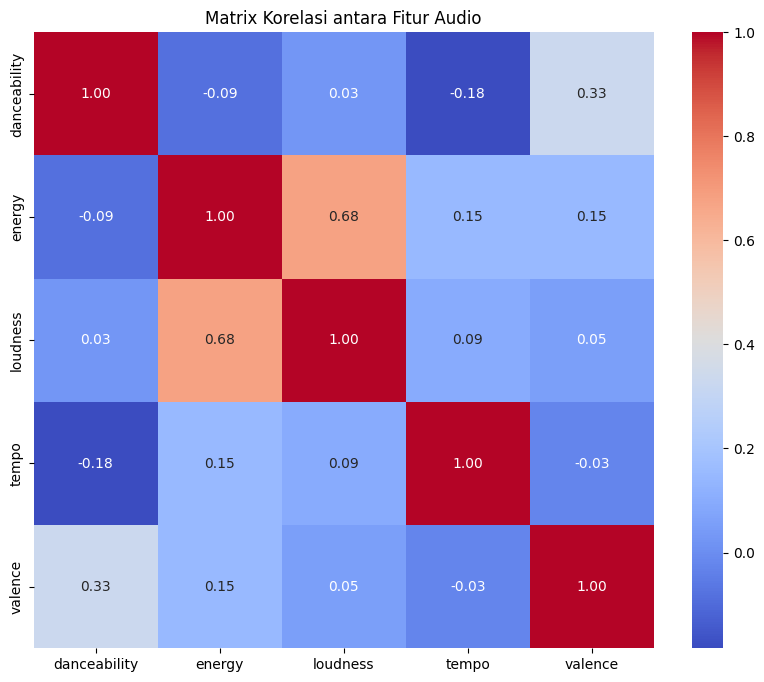 Matrix Korelasi antara Fitur Audio
danceability
1.00 -0.09 0.03 -0.18 0.33
energy
-0.09 1.00 0.68 0.15 0.15
loudness
0.03 0.68 1.00 0.09 0.05
tempo
-0.18 0.15 0.09 1.00 -0.03
valence
0.33 0.15 0.05 -0.03 1.00
danceability energy loudness tempo valence
1.0
0.8
0.6
0.4
0.2
0.0